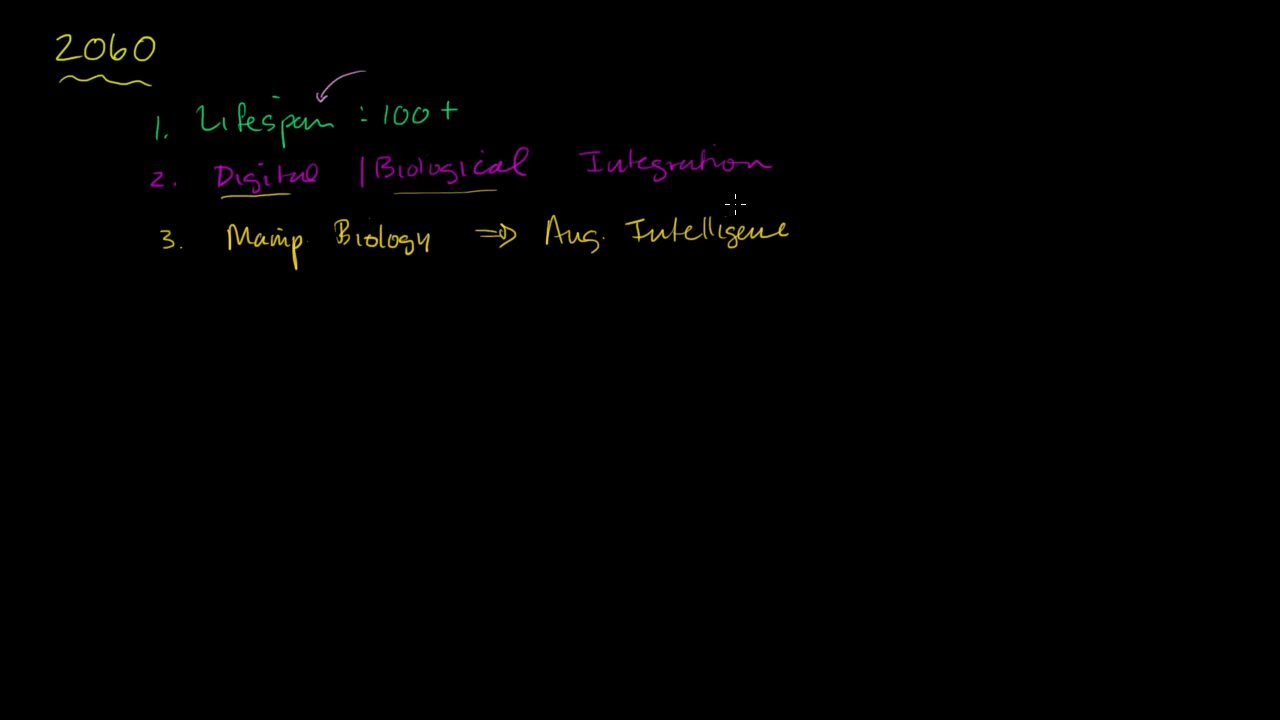 2060
1. Lifespan : 100+
2. Digital | Biological Integration
3. Manip. Biology ⇒ Aug. Intelligence